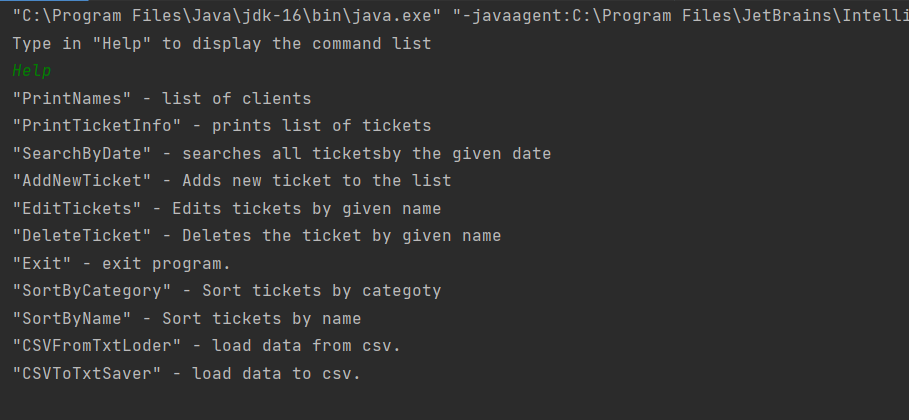 "C:\Program Files\Java\jdk-16\bin\java.exe" "-javaagent:C:\Program Files\JetBrains\Intelli
Type in "Help" to display the command list
Help
"PrintNames" - list of clients
"PrintTicketInfo" - prints list of tickets
"SearchByDate" - searches all ticketsby the given date
"AddNewTicket" - Adds new ticket to the list
"EditTickets" - Edits tickets by given name
"DeleteTicket" - Deletes the ticket by given name
"Exit" - exit program.
"SortByCategory" - Sort tickets by categoty
"SortByName" - Sort tickets by name
"CSVFromTxtLoder" - load data from csv.
"CSVToTxtSaver" - load data to csv.